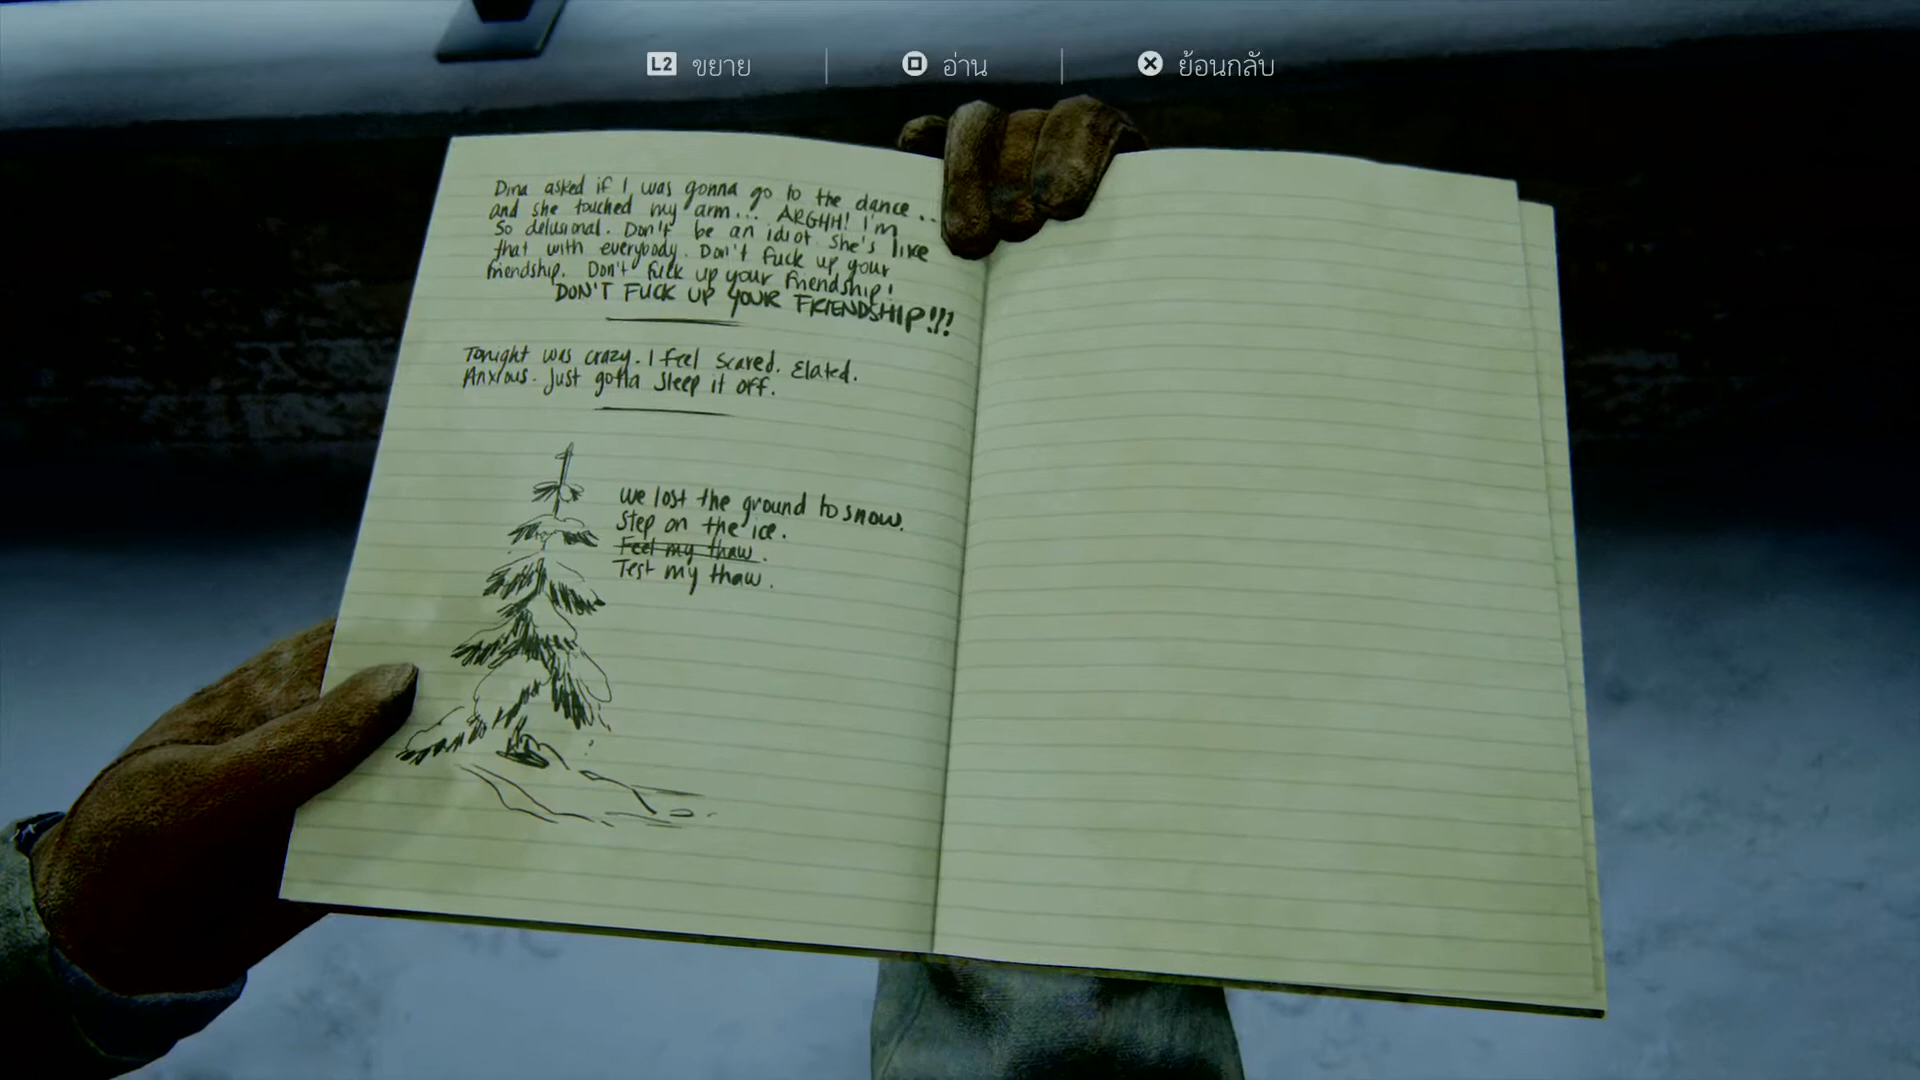 L2 ขยาย
อ่าน
ย้อนกลับ
Dina asked if I was gonna go to the dance..
and she touched my arm... ARGHH! I'm
So delusional. Don't be an idiot. She's like
that with everybody. Don't fuck up your
friendship. Don't fuck up your friendship!
DON'T FUCK UP YOUR FRIENDSHIP!!!
Tonight was crazy. I feel scared. Elated.
Anxious. Just gotta sleep it off.
We lost the ground to snow.
Step on the ice.
Feel my thaw.
Test my thaw.